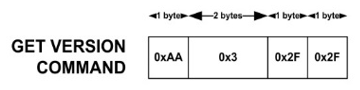 1 byte 2 bytes 1 byte 1 byte
GET VERSION 0xAA 0x3 0x2F 0x2F
COMMAND